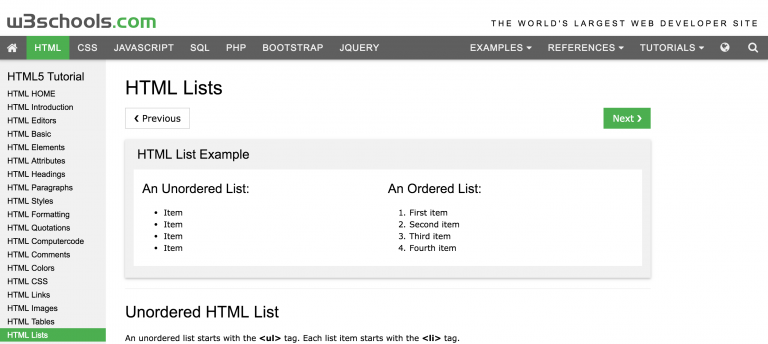 w3schools.com
THE WORLD'S LARGEST WEB DEVELOPER SITE
HTML CSS JAVASCRIPT SQL PHP BOOTSTRAP JQUERY EXAMPLES REFERENCES TUTORIALS
HTML5 Tutorial
HTML HOME
HTML Introduction
HTML Editors
HTML Basic
HTML Elements
HTML Attributes
HTML Headings
HTML Paragraphs
HTML Styles
HTML Formatting
HTML Quotations
HTML Computercode
HTML Comments
HTML Colors
HTML CSS
HTML Links
HTML Images
HTML Tables
HTML Lists
HTML Lists
❮ Previous
Next ❯
HTML List Example
An Unordered List:
• Item
• Item
• Item
• Item
An Ordered List:
1. First item
2. Second item
3. Third item
4. Fourth item
Unordered HTML List
An unordered list starts with the <ul> tag. Each list item starts with the <li> tag.